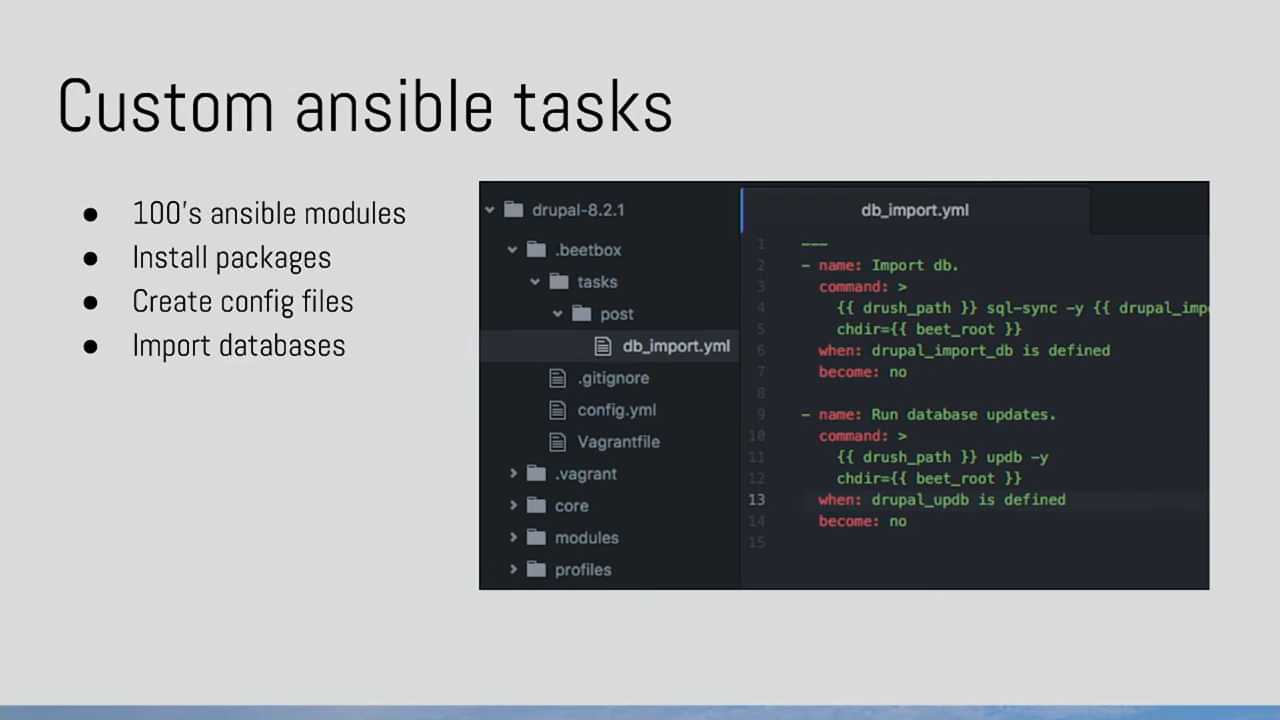 Custom ansible tasks
● 100's ansible modules
● Install packages
● Create config files
● Import databases
drupal-8.2.1
.beetbox
tasks
post
db_import.yml
.gitignore
config.yml
Vagrantfile
.vagrant
core
modules
profiles
db_import.yml
1 ---
2 - name: Import db.
3 command: >
4 {{ drush_path }} sql-sync -y {{ drupal_imp
5 chdir={{ beet_root }}
6 when: drupal_import_db is defined
7 become: no
8
9 - name: Run database updates.
10 command: >
11 {{ drush_path }} updb -y
12 chdir={{ beet_root }}
13 when: drupal_updb is defined
14 become: no
15